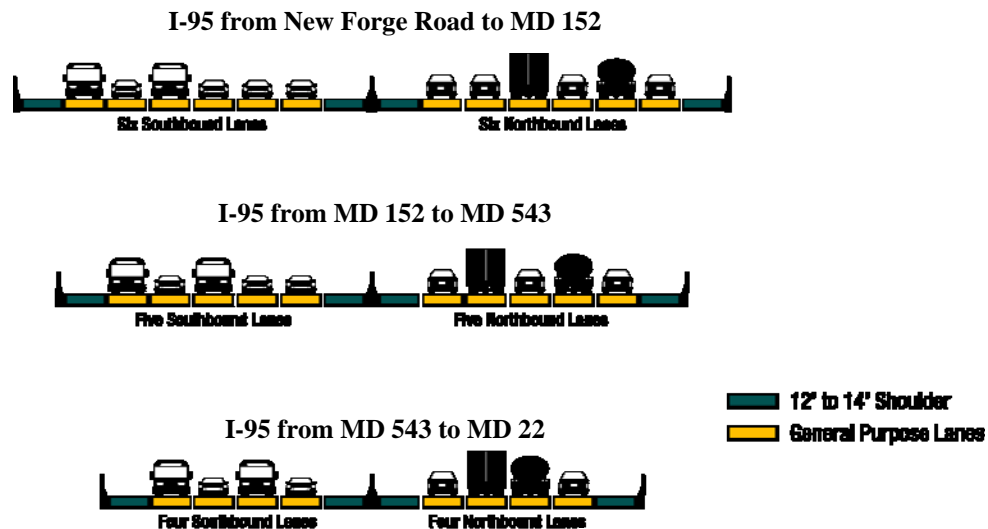 I-95 from New Forge Road to MD 152
Six Southbound Lanes
Six Northbound Lanes
I-95 from MD 152 to MD 543
Five Southbound Lanes
Five Northbound Lanes
12' to 14' Shoulder
General Purpose Lanes
I-95 from MD 543 to MD 22
Four Southbound Lanes
Four Northbound Lanes